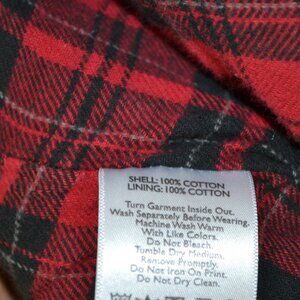 SHELL: 100% COTTON
LINING: 100% COTTON
Turn Garment Inside Out.
Wash Separately Before Wearing.
Machine Wash Warm
With Like Colors.
Do Not Bleach.
Tumble Dry Medium.
Remove Promptly.
Do Not Iron On Print.
Do Not Dry Clean.